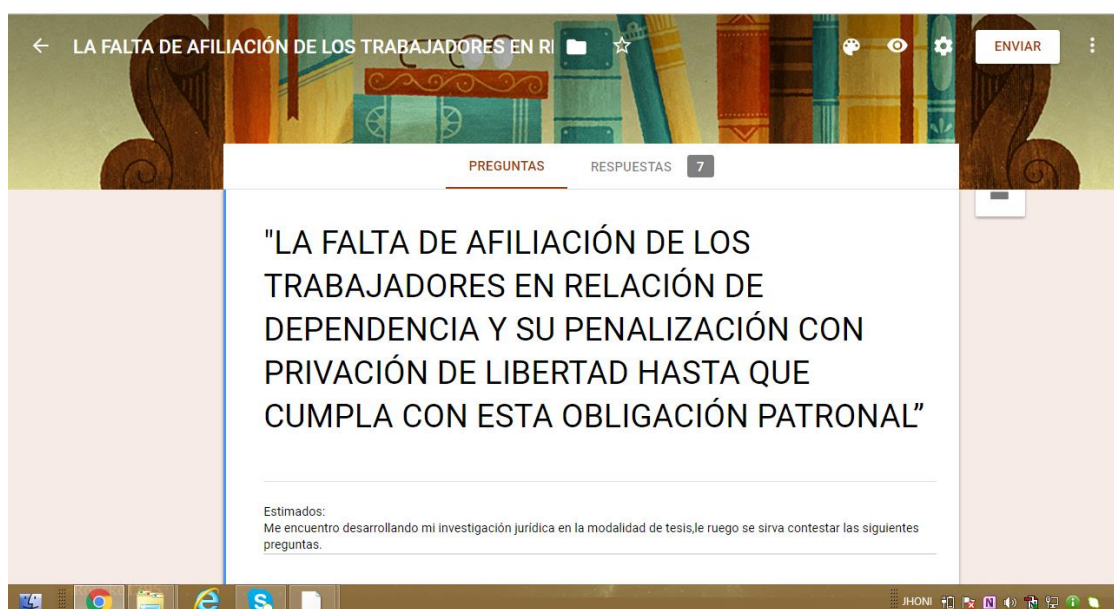 LA FALTA DE AFILIACIÓN DE LOS TRABAJADORES EN RI
ENVIAR
PREGUNTAS RESPUESTAS 7
"LA FALTA DE AFILIACIÓN DE LOS
TRABAJADORES EN RELACIÓN DE
DEPENDENCIA Y SU PENALIZACIÓN CON
PRIVACIÓN DE LIBERTAD HASTA QUE
CUMPLA CON ESTA OBLIGACIÓN PATRONAL”
Estimados:
Me encuentro desarrollando mi investigación jurídica en la modalidad de tesis,le ruego se sirva contestar las siguientes
preguntas.
JHONI